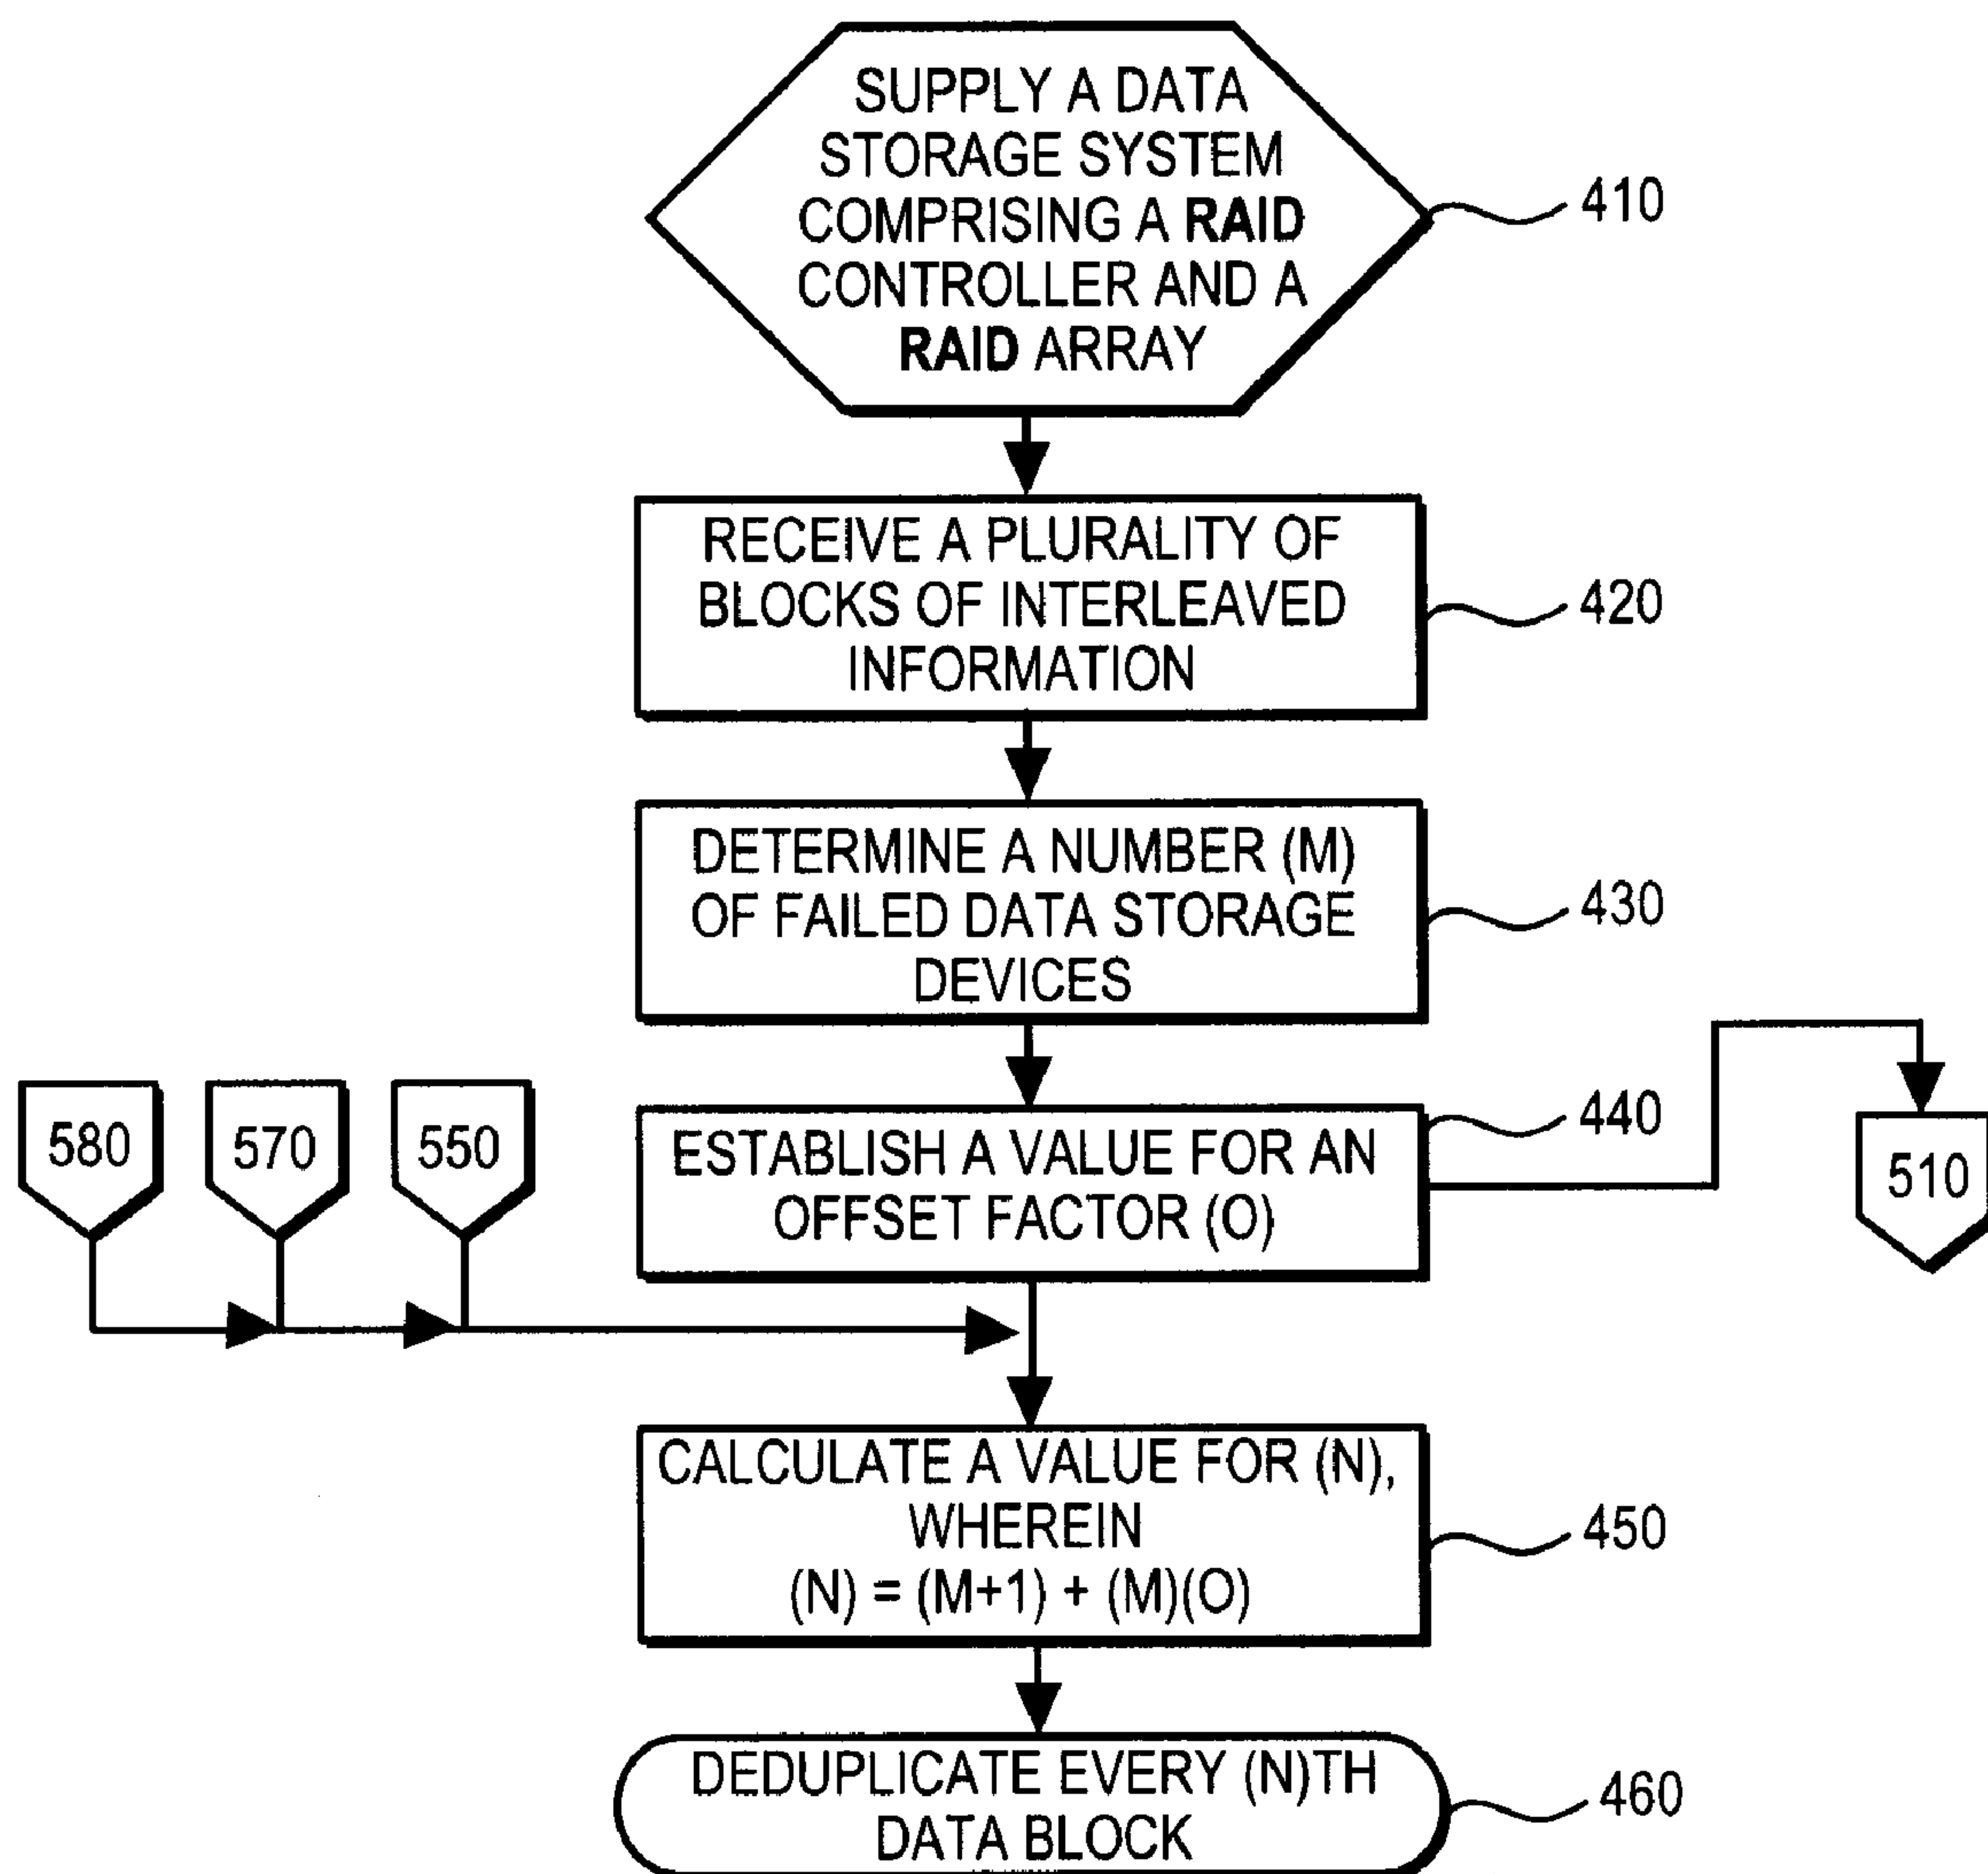 SUPPLY A DATA
STORAGE SYSTEM
COMPRISING A RAID
CONTROLLER AND A
RAID ARRAY
410
RECEIVE A PLURALITY OF
BLOCKS OF INTERLEAVED
INFORMATION
420
DETERMINE A NUMBER (M)
OF FAILED DATA STORAGE
DEVICES
430
580
570
550
ESTABLISH A VALUE FOR AN
OFFSET FACTOR (O)
440
510
CALCULATE A VALUE FOR (N),
WHEREIN
(N) = (M+1) + (M)(O)
450
DEDUPLICATE EVERY (N)TH
DATA BLOCK
460